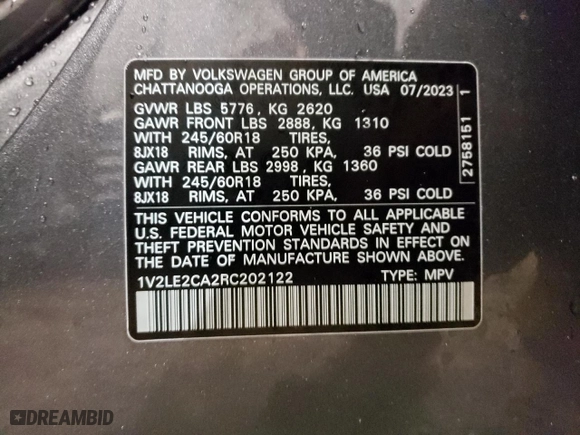 MFD BY VOLKSWAGEN GROUP OF AMERICA
CHATTANOOGA OPERATIONS, LLC. USA 07/2023
GVWR LBS 5776, KG 2620
GAWR FRONT LBS 2888, KG 1310
WITH 245/60R18 TIRES,
8JX18 RIMS, AT 250 KPA, 36 PSI COLD
GAWR REAR LBS 2998, KG 1360
WITH 245/60R18 TIRES,
8JX18 RIMS, AT 250 KPA, 36 PSI COLD
2758151 1
THIS VEHICLE CONFORMS TO ALL APPLICABLE
U.S. FEDERAL MOTOR VEHICLE SAFETY AND
THEFT PREVENTION STANDARDS IN EFFECT ON
THE DATE OF MANUFACTURE SHOWN ABOVE.
1V2LE2CA2RC202122 TYPE: MPV
DREAMBID